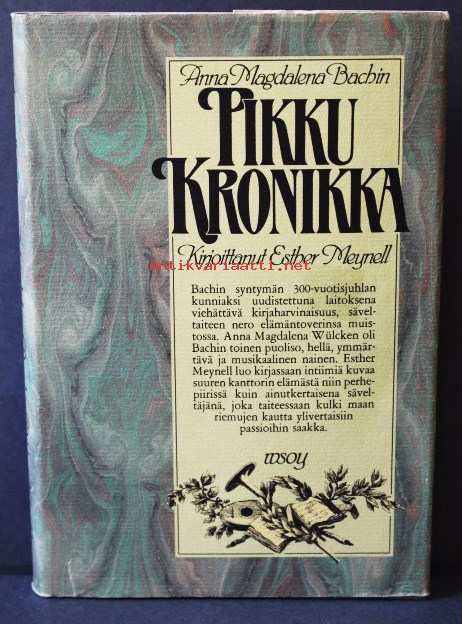 Anna Magdalena Bachin
PIKKU
KRONIKKA
Kirjoittanut Esther Meynell
antikvariaatti.net
Bachin syntymän 300-vuotisjuhlan
kunniaksi uudistettuna laitoksena
viehättävä kirjaharvinaisuus, sävel-
taiteen nero elämäntoverinsa muis-
tossa. Anna Magdalena Wülcken oli
Bachin toinen puoliso, hellä, ymmär-
tävä ja musikaalinen nainen. Esther
Meynell luo kirjassaan intiimiä kuvaa
suuren kanttorin elämästä niin perhe-
piirissä kuin ainutkertaisena sävel-
täjänä, joka taiteessaan kulki maan
riemujen kautta ylivertaisiin
passioihin saakka.
wsoy